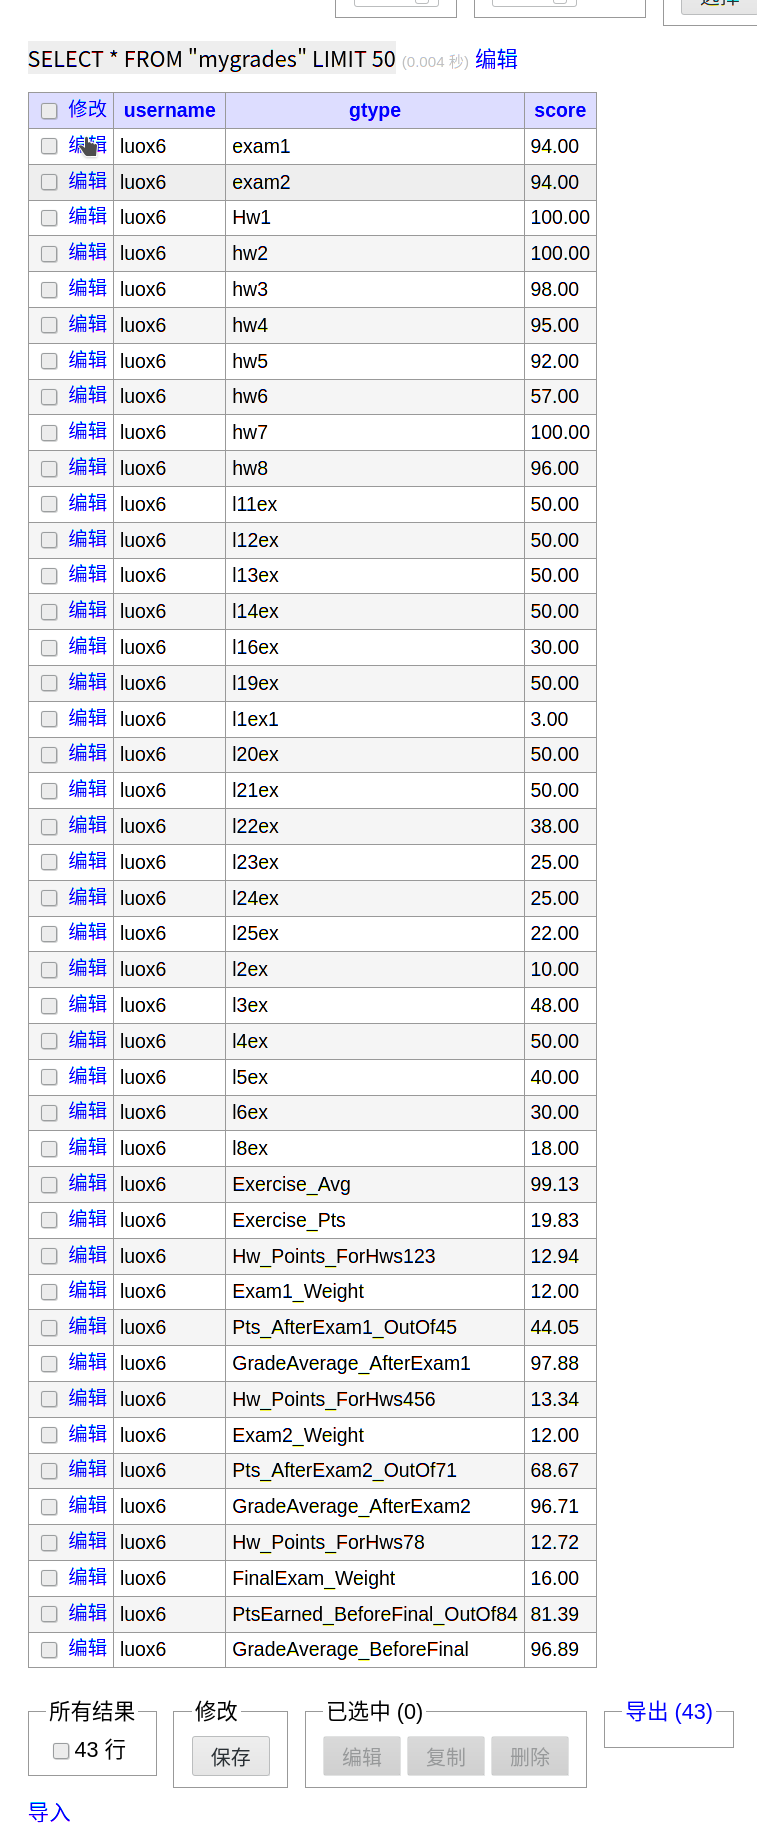 SELECT * FROM "mygrades" LIMIT 50 (0.004 秒) 编辑
修改 username gtype score
编辑 luox6 exam1 94.00
编辑 luox6 exam2 94.00
编辑 luox6 Hw1 100.00
编辑 luox6 hw2 100.00
编辑 luox6 hw3 98.00
编辑 luox6 hw4 95.00
编辑 luox6 hw5 92.00
编辑 luox6 hw6 57.00
编辑 luox6 hw7 100.00
编辑 luox6 hw8 96.00
编辑 luox6 l11ex 50.00
编辑 luox6 l12ex 50.00
编辑 luox6 l13ex 50.00
编辑 luox6 l14ex 50.00
编辑 luox6 l16ex 30.00
编辑 luox6 l19ex 50.00
编辑 luox6 l1ex1 3.00
编辑 luox6 l20ex 50.00
编辑 luox6 l21ex 50.00
编辑 luox6 l22ex 38.00
编辑 luox6 l23ex 25.00
编辑 luox6 l24ex 25.00
编辑 luox6 l25ex 22.00
编辑 luox6 l2ex 10.00
编辑 luox6 l3ex 48.00
编辑 luox6 l4ex 50.00
编辑 luox6 l5ex 40.00
编辑 luox6 l6ex 30.00
编辑 luox6 l8ex 18.00
编辑 luox6 Exercise_Avg 99.13
编辑 luox6 Exercise_Pts 19.83
编辑 luox6 Hw_Points_ForHws123 12.94
编辑 luox6 Exam1_Weight 12.00
编辑 luox6 Pts_AfterExam1_OutOf45 44.05
编辑 luox6 GradeAverage_AfterExam1 97.88
编辑 luox6 Hw_Points_ForHws456 13.34
编辑 luox6 Exam2_Weight 12.00
编辑 luox6 Pts_AfterExam2_OutOf71 68.67
编辑 luox6 GradeAverage_AfterExam2 96.71
编辑 luox6 Hw_Points_ForHws78 12.72
编辑 luox6 FinalExam_Weight 16.00
编辑 luox6 PtsEarned_BeforeFinal_OutOf84 81.39
编辑 luox6 GradeAverage_BeforeFinal 96.89
所有结果 修改 已选中 (0) 导出 (43)
43 行 保存 编辑 复制 删除
导入